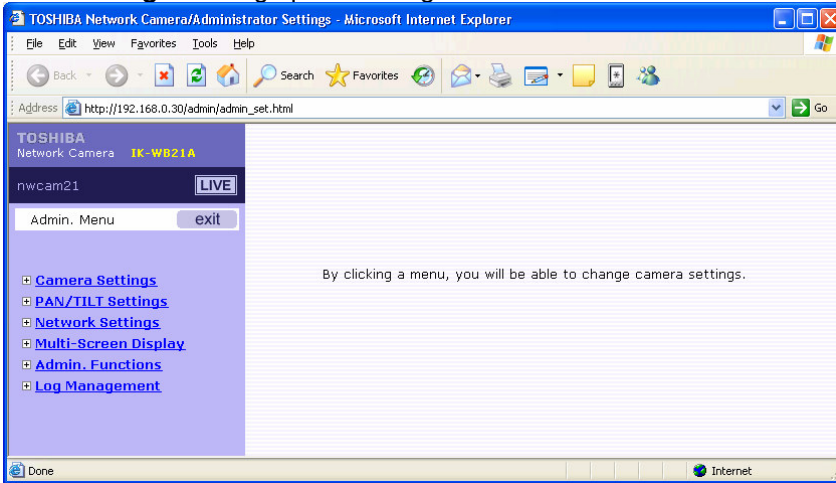 TOSHIBA Network Camera/Administrator Settings - Microsoft Internet Explorer
File Edit View Favorites Tools Help
Back Search Favorites
Address http://192.168.0.30/admin/admin_set.html Go
TOSHIBA
Network Camera IK-WB21A
nwcam21 LIVE
Admin. Menu exit
By clicking a menu, you will be able to change camera settings.
Camera Settings
PAN/TILT Settings
Network Settings
Multi-Screen Display
Admin. Functions
Log Management
Done Internet